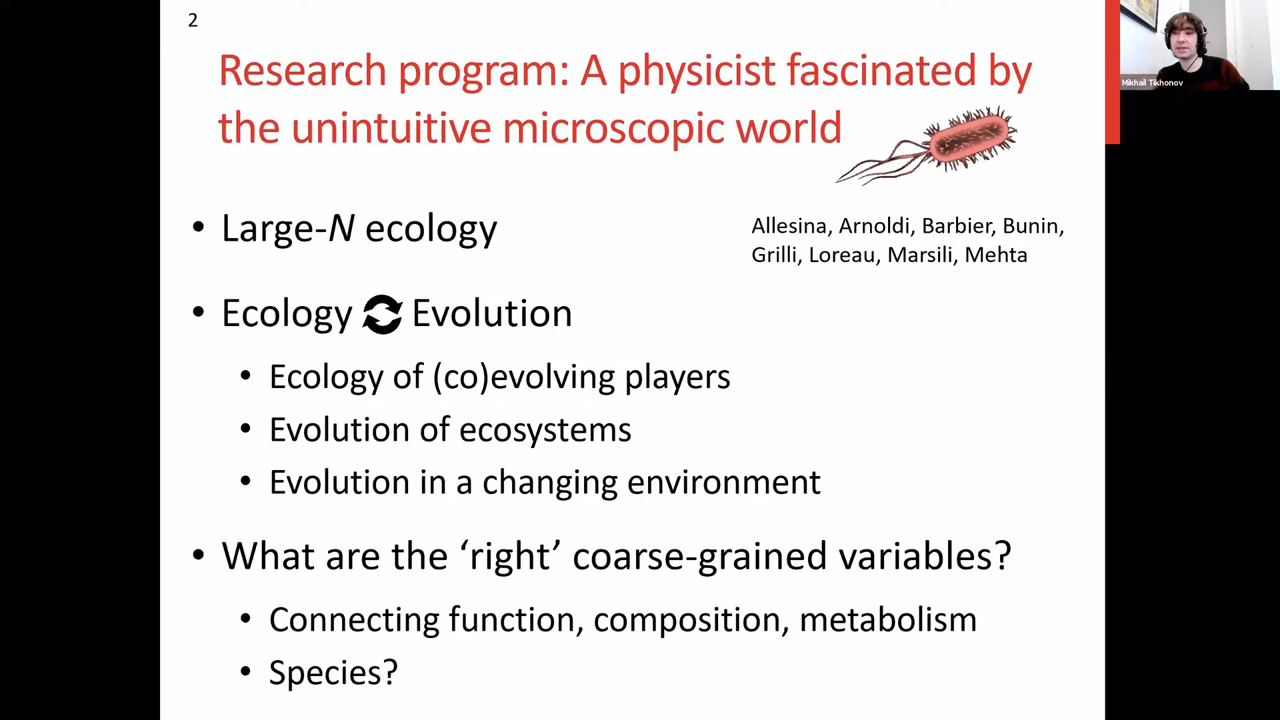 2
Research program: A physicist fascinated by
the unintuitive microscopic world
Mikhail Tikhonov
• Large-N ecology
Allesina, Arnoldi, Barbier, Bunin,
Grilli, Loreau, Marsili, Mehta
• Ecology Evolution
• Ecology of (co)evolving players
• Evolution of ecosystems
• Evolution in a changing environment
• What are the ‘right’ coarse-grained variables?
• Connecting function, composition, metabolism
• Species?